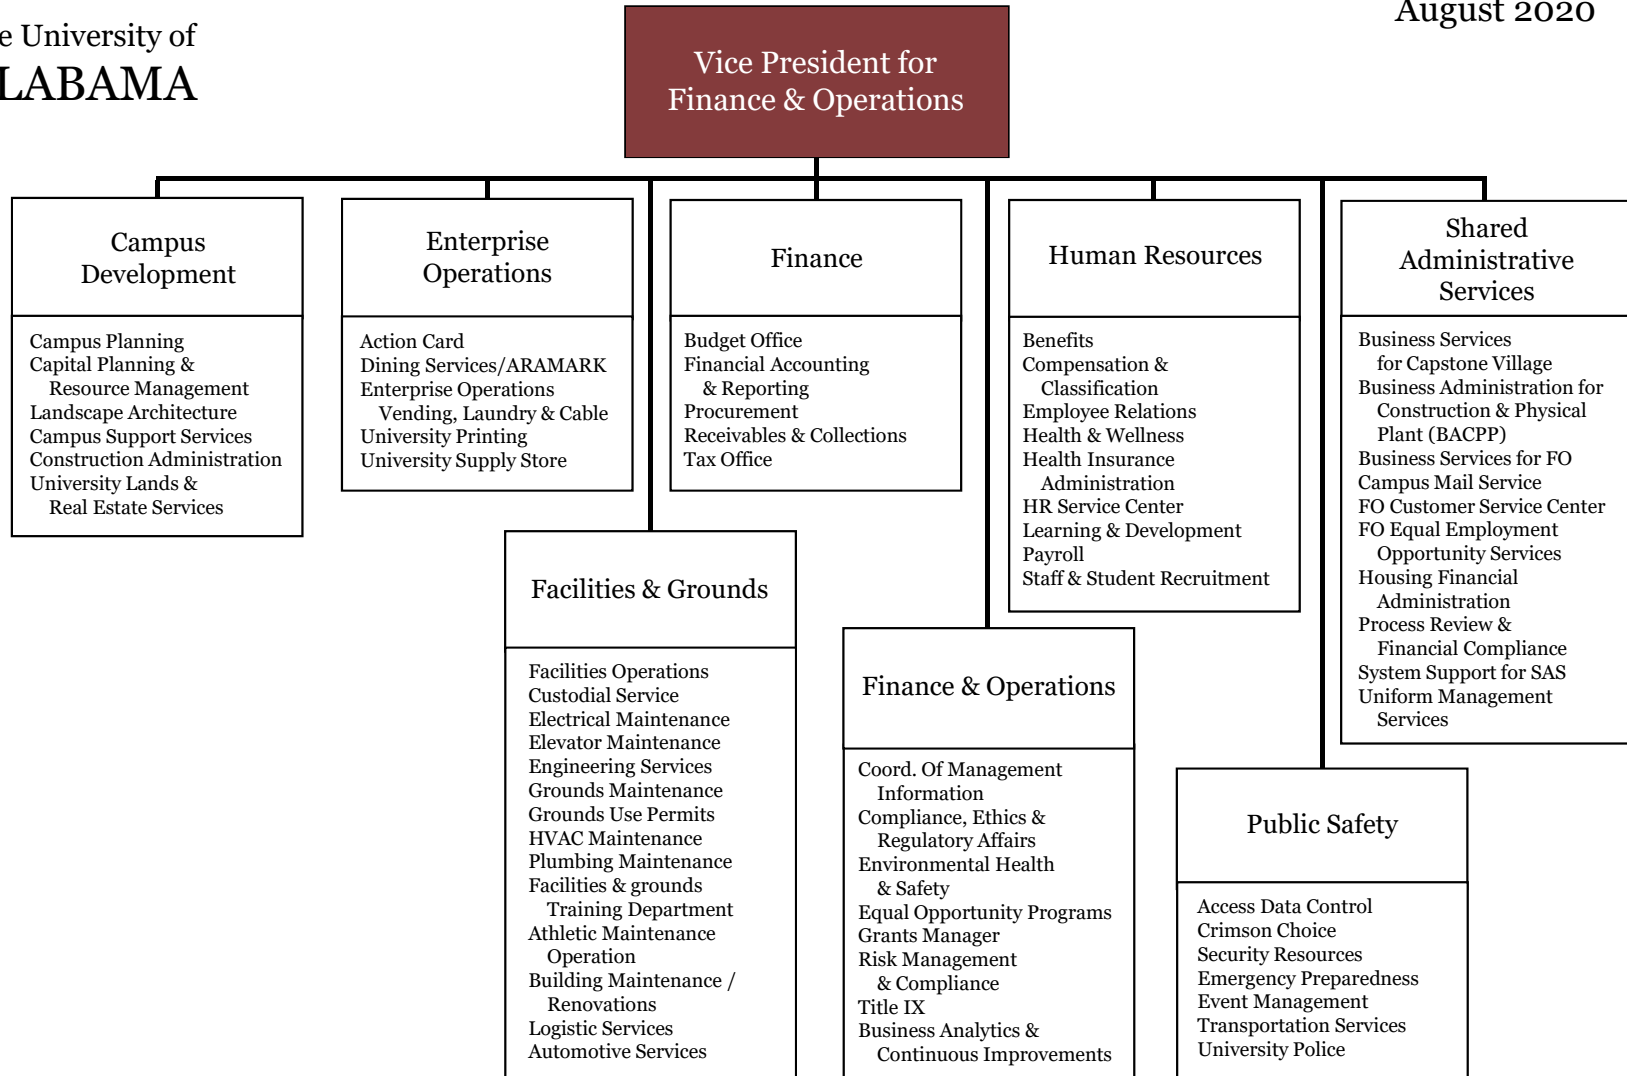 e University of
LABAMA
August 2020
Vice President for
Finance & Operations
Campus
Development
Campus Planning
Capital Planning &
Resource Management
Landscape Architecture
Campus Support Services
Construction Administration
University Lands &
Real Estate Services
Enterprise
Operations
Action Card
Dining Services/ARAMARK
Enterprise Operations
Vending, Laundry & Cable
University Printing
University Supply Store
Finance
Budget Office
Financial Accounting
& Reporting
Procurement
Receivables & Collections
Tax Office
Human Resources
Benefits
Compensation &
Classification
Employee Relations
Health & Wellness
Health Insurance
Administration
HR Service Center
Learning & Development
Payroll
Staff & Student Recruitment
Shared
Administrative
Services
Business Services
for Capstone Village
Business Administration for
Construction & Physical
Plant (BACPP)
Business Services for FO
Campus Mail Service
FO Customer Service Center
FO Equal Employment
Opportunity Services
Housing Financial
Administration
Process Review &
Financial Compliance
System Support for SAS
Uniform Management
Services
Facilities & Grounds
Facilities Operations
Custodial Service
Electrical Maintenance
Elevator Maintenance
Engineering Services
Grounds Maintenance
Grounds Use Permits
HVAC Maintenance
Plumbing Maintenance
Facilities & grounds
Training Department
Athletic Maintenance
Operation
Building Maintenance /
Renovations
Logistic Services
Automotive Services
Finance & Operations
Coord. Of Management
Information
Compliance, Ethics &
Regulatory Affairs
Environmental Health
& Safety
Equal Opportunity Programs
Grants Manager
Risk Management
& Compliance
Title IX
Business Analytics &
Continuous Improvements
Public Safety
Access Data Control
Crimson Choice
Security Resources
Emergency Preparedness
Event Management
Transportation Services
University Police